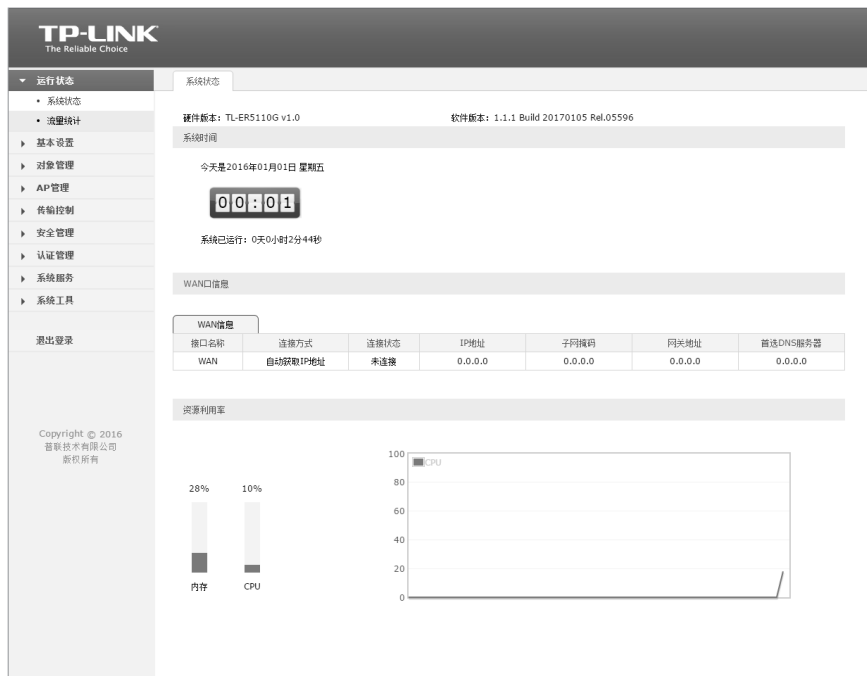 TP-LINK
The Reliable Choice
运行状态
• 系统状态
• 流量统计
基本设置
对象管理
AP管理
传输控制
安全管理
认证管理
系统服务
系统工具
退出登录
Copyright © 2016
普联技术有限公司
版权所有
系统状态
硬件版本：TL-ER5110G v1.0 软件版本：1.1.1 Build 20170105 Rel.05596
系统时间
今天是2016年01月01日 星期五
00:01
系统已运行：0天0小时2分44秒
WAN口信息
WAN信息
接口名称 连接方式 连接状态 IP地址 子网掩码 网关地址 首选DNS服务器
WAN 自动获取IP地址 未连接 0.0.0.0 0.0.0.0 0.0.0.0 0.0.0.0
资源利用率
28% 10%
内存 CPU
CPU
100
80
60
40
20
0